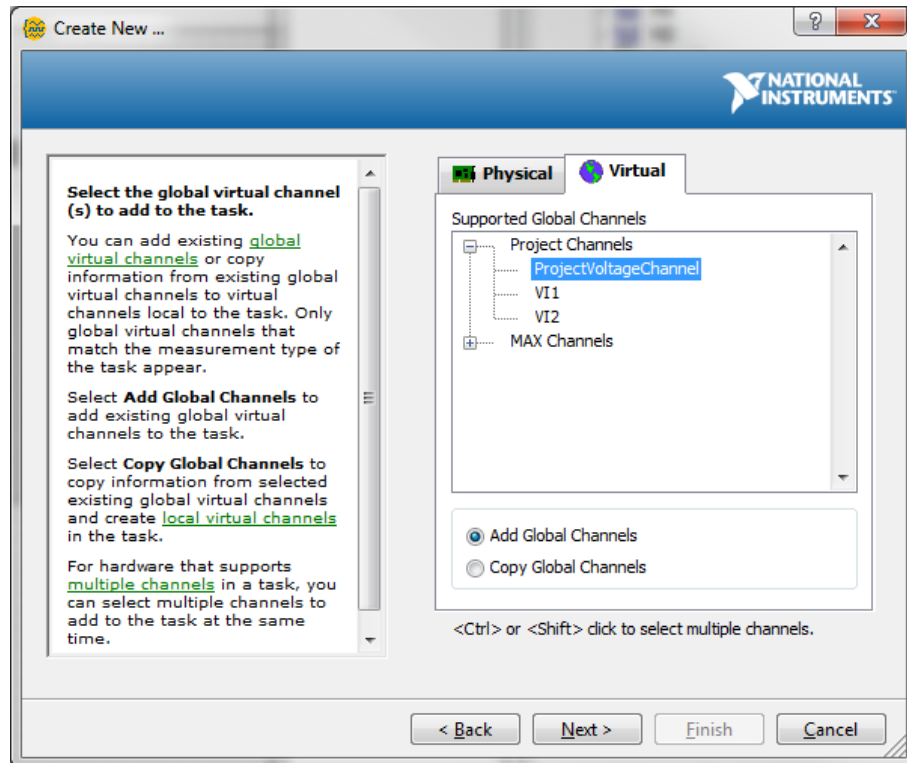 Create New ...
NATIONAL
INSTRUMENTS
Select the global virtual channel
(s) to add to the task.
You can add existing global
virtual channels or copy
information from existing global
virtual channels to virtual
channels local to the task. Only
global virtual channels that
match the measurement type of
the task appear.
Select Add Global Channels to
add existing global virtual
channels to the task.
Select Copy Global Channels to
copy information from selected
existing global virtual channels
and create local virtual channels
in the task.
For hardware that supports
multiple channels in a task, you
can select multiple channels to
add to the task at the same
time.
Physical
Virtual
Supported Global Channels
Project Channels
ProjectVoltageChannel
VI1
VI2
MAX Channels
Add Global Channels
Copy Global Channels
<Ctrl> or <Shift> click to select multiple channels.
< Back
Next >
Finish
Cancel